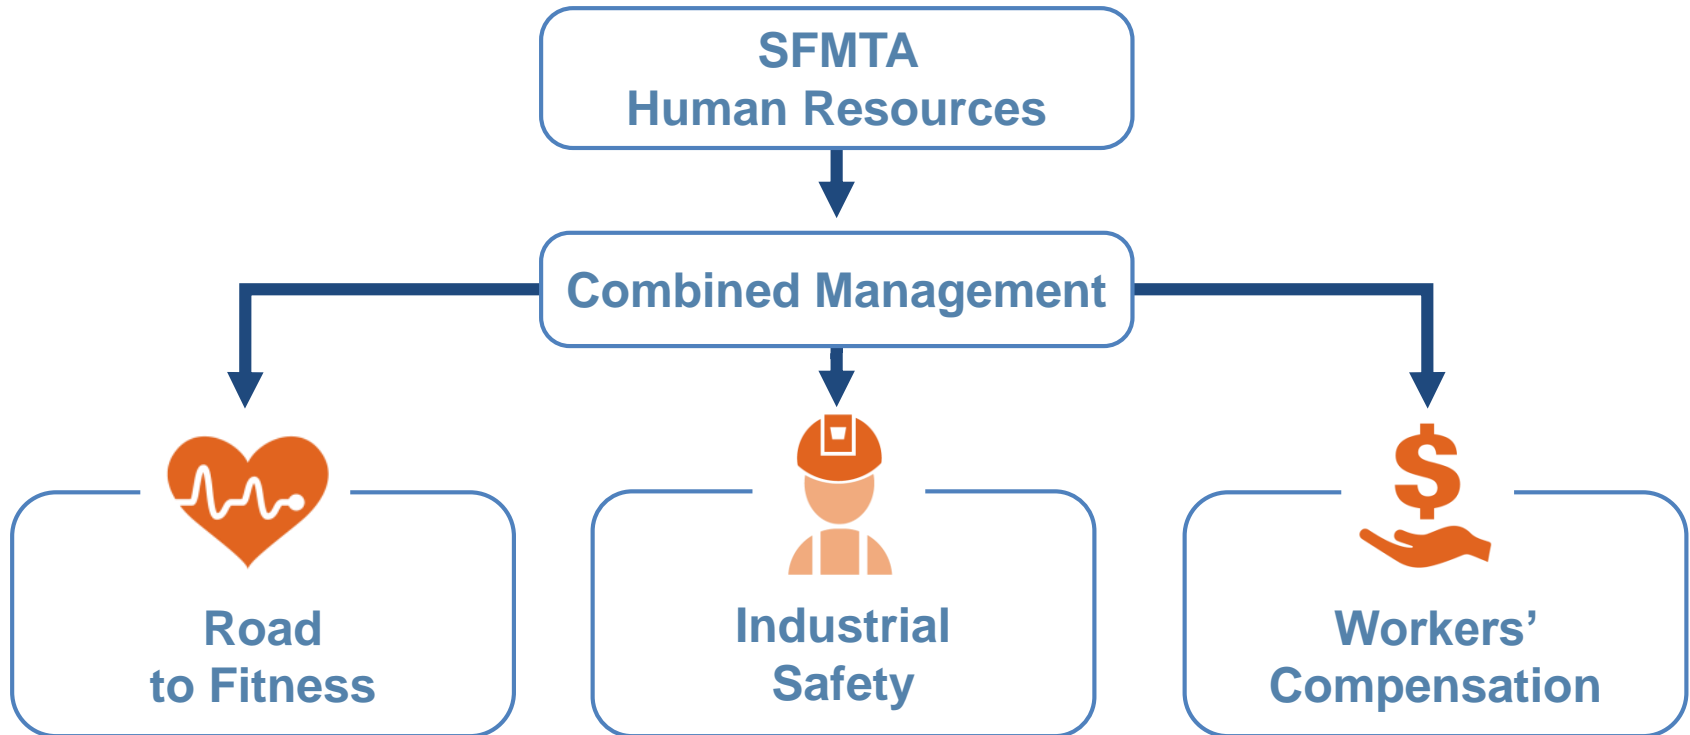 SFMTA
Human Resources
Combined Management
Road
to Fitness
Industrial
Safety
Workers’
Compensation